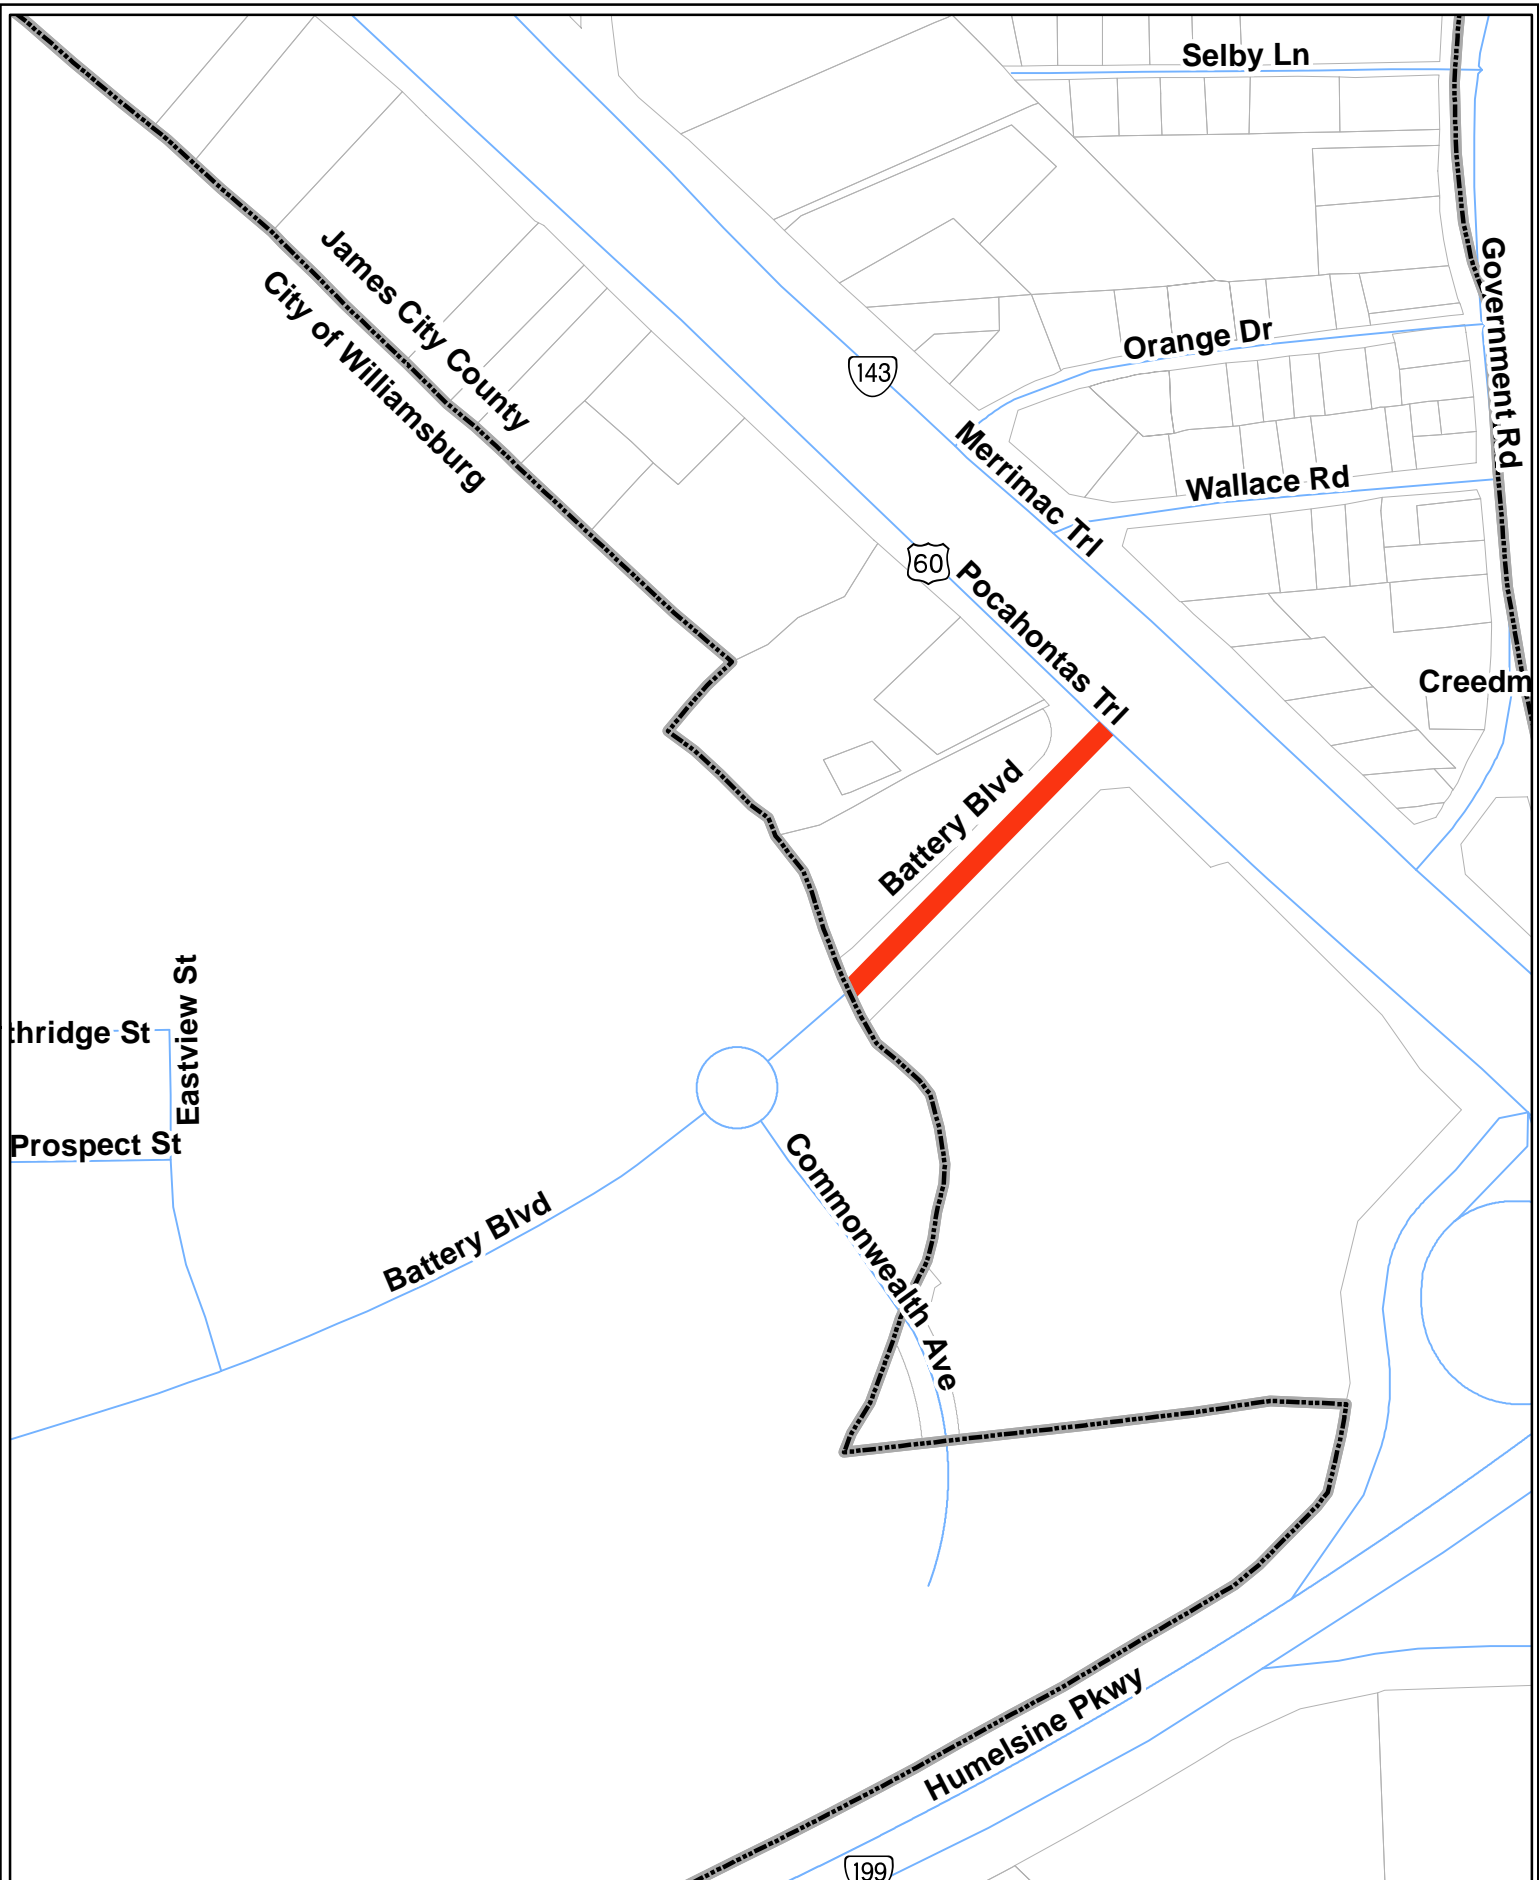 Selby Ln
James City County
City of Williamsburg
Government Rd
Orange Dr
143
Merrimac Trl
Wallace Rd
60
Pocahontas Trl
Creedm
Battery Blvd
Eastview St
thridge St
Prospect St
Commonwealth Ave
Battery Blvd
Humelsine Pkwy
199